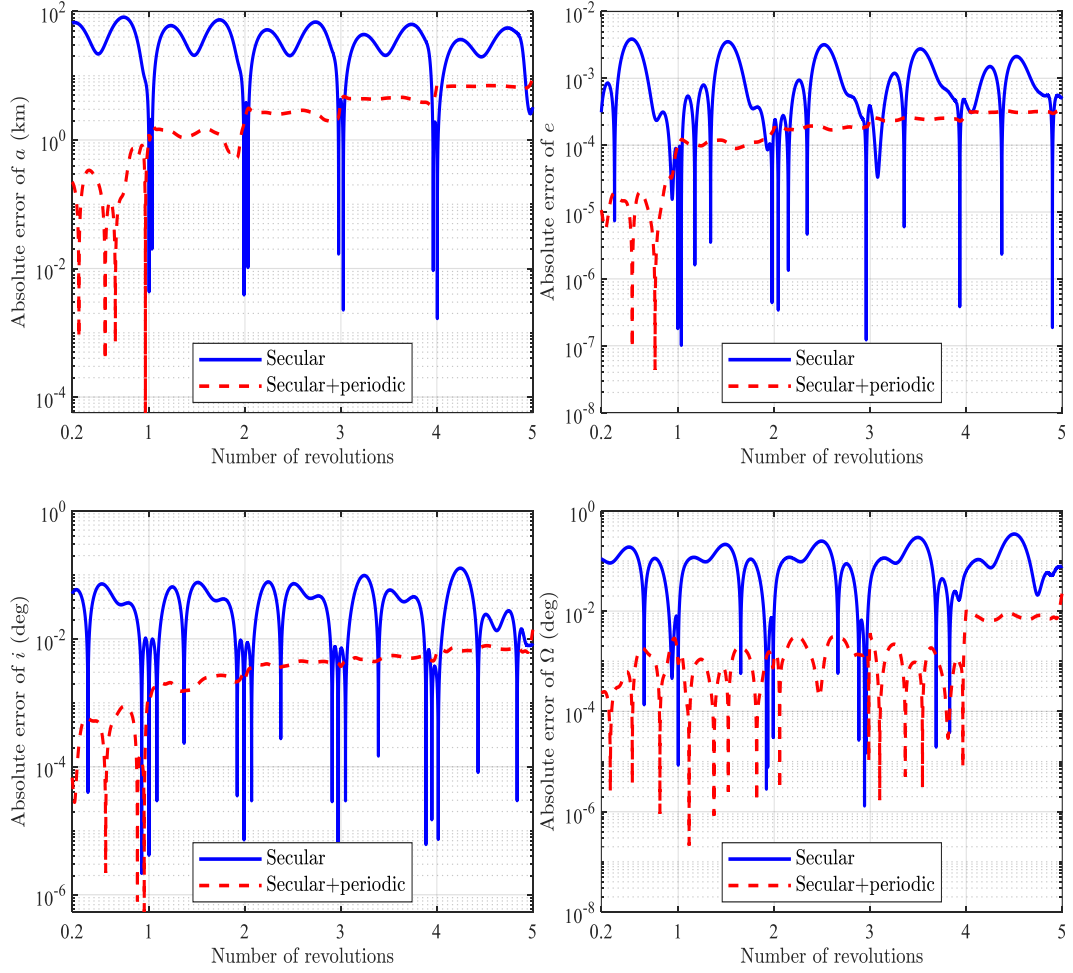 10^2
10^0
10^-2
10^-4
Absolute error of a (km)
0.2 1 2 3 4 5
Number of revolutions
Secular
Secular+periodic
10^-2
10^-3
10^-4
10^-5
10^-6
10^-7
10^-8
Absolute error of e
0.2 1 2 3 4 5
Number of revolutions
Secular
Secular+periodic
10^0
10^-2
10^-4
10^-6
Absolute error of i (deg)
0.2 1 2 3 4 5
Number of revolutions
Secular
Secular+periodic
10^0
10^-2
10^-4
10^-6
10^-8
Absolute error of Ω (deg)
0.2 1 2 3 4 5
Number of revolutions
Secular
Secular+periodic